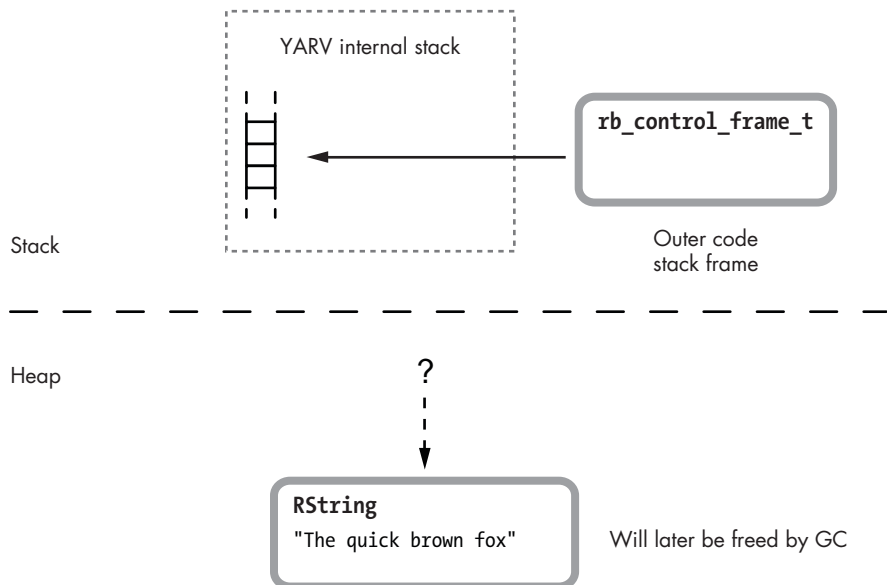 YARV internal stack
rb_control_frame_t
Stack
Outer code
stack frame
Heap
?
RString
"The quick brown fox"
Will later be freed by GC